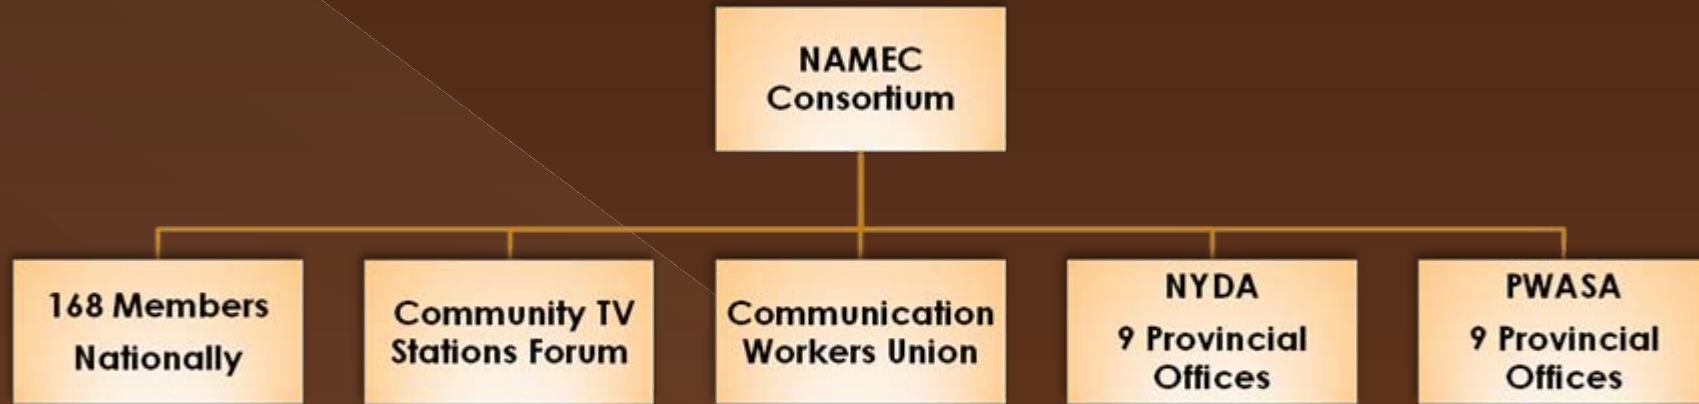 NAMEC
Consortium
168 Members
Nationally
Community TV
Stations Forum
Communication
Workers Union
NYDA
9 Provincial
Offices
PWASA
9 Provincial
Offices